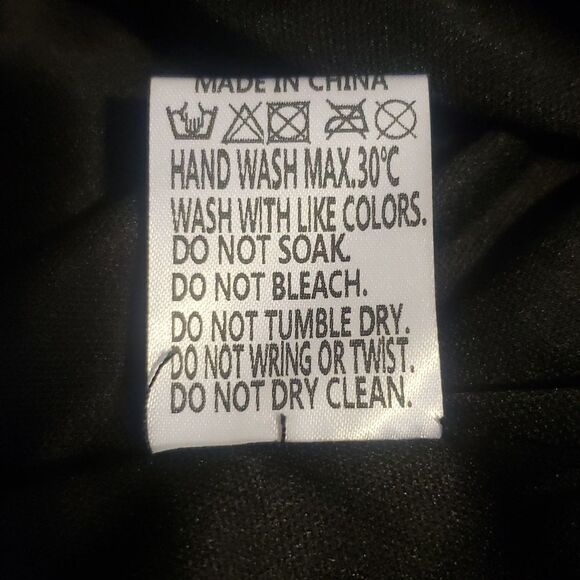 MADE IN CHINA
HAND WASH MAX.30°C
WASH WITH LIKE COLORS.
DO NOT SOAK.
DO NOT BLEACH.
DO NOT TUMBLE DRY.
DO NOT WRING OR TWIST.
DO NOT DRY CLEAN.